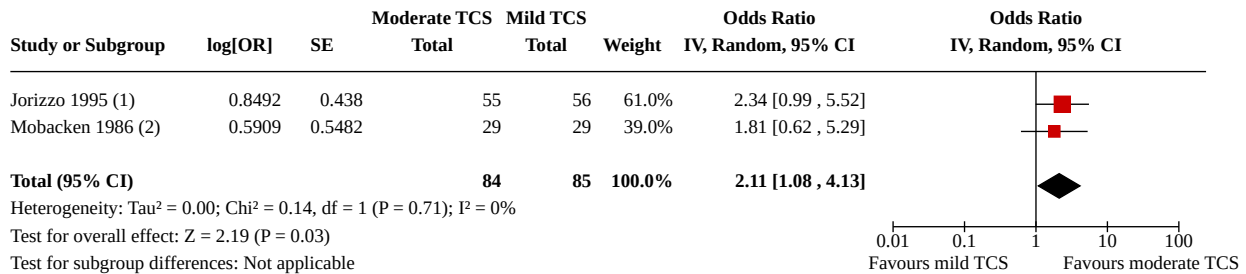 Moderate TCS Mild TCS Odds Ratio Odds Ratio
Study or Subgroup log[OR] SE Total Total Weight IV, Random, 95% CI IV, Random, 95% CI
Jorizzo 1995 (1) 0.8492 0.438 55 56 61.0% 2.34 [0.99 , 5.52]
Mobacken 1986 (2) 0.5909 0.5482 29 29 39.0% 1.81 [0.62 , 5.29]
Total (95% CI) 84 85 100.0% 2.11 [1.08 , 4.13]
Heterogeneity: Tau² = 0.00; Chi² = 0.14, df = 1 (P = 0.71); I² = 0%
Test for overall effect: Z = 2.19 (P = 0.03)
0.01 0.1 1 10 100
Test for subgroup differences: Not applicable Favours mild TCS Favours moderate TCS